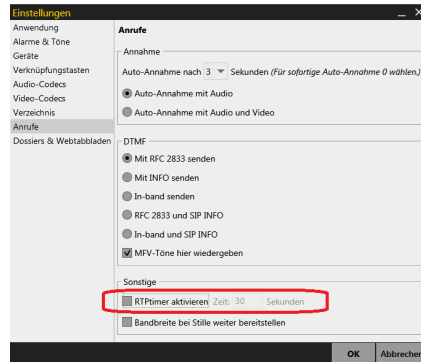 Einstellungen
Anwendung
Alarme & Töne
Geräte
Verknüpfungstasten
Audio-Codecs
Video-Codecs
Verzeichnis
Anrufe
Dossiers & Webtabbladen
Anrufe
Annahme
Auto-Annahme nach 3 Sekunden (Für sofortige Auto-Annahme 0 wählen.)
Auto-Annahme mit Audio
Auto-Annahme mit Audio und Video
DTMF
Mit RFC 2833 senden
Mit INFO senden
In-band senden
RFC 2833 und SIP INFO
In-band und SIP INFO
MFV-Töne hier wiedergeben
Sonstige
RTPtimer aktivieren Zeit: 30 Sekunden
Bandbreite bei Stille weiter bereitstellen
OK Abbrechen